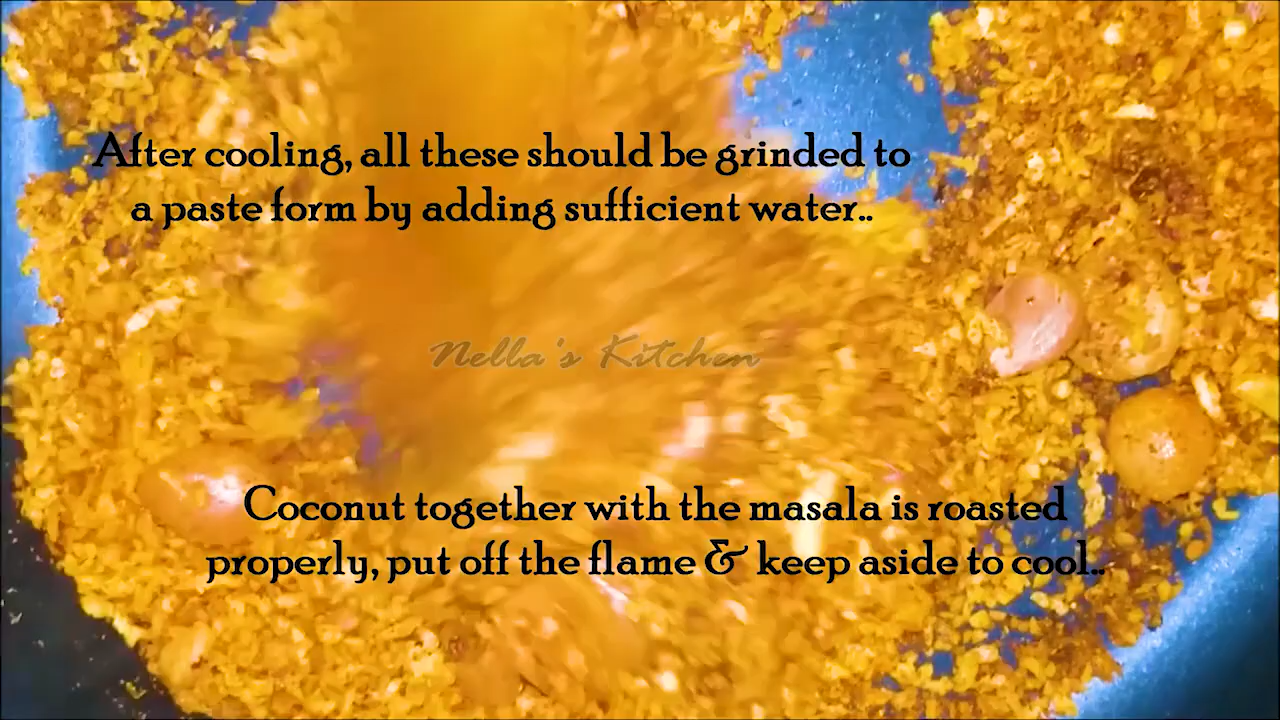 After cooling, all these should be grinded to
a paste form by adding sufficient water..
Nella's Kitchen
Coconut together with the masala is roasted
properly, put off the flame & keep aside to cool..